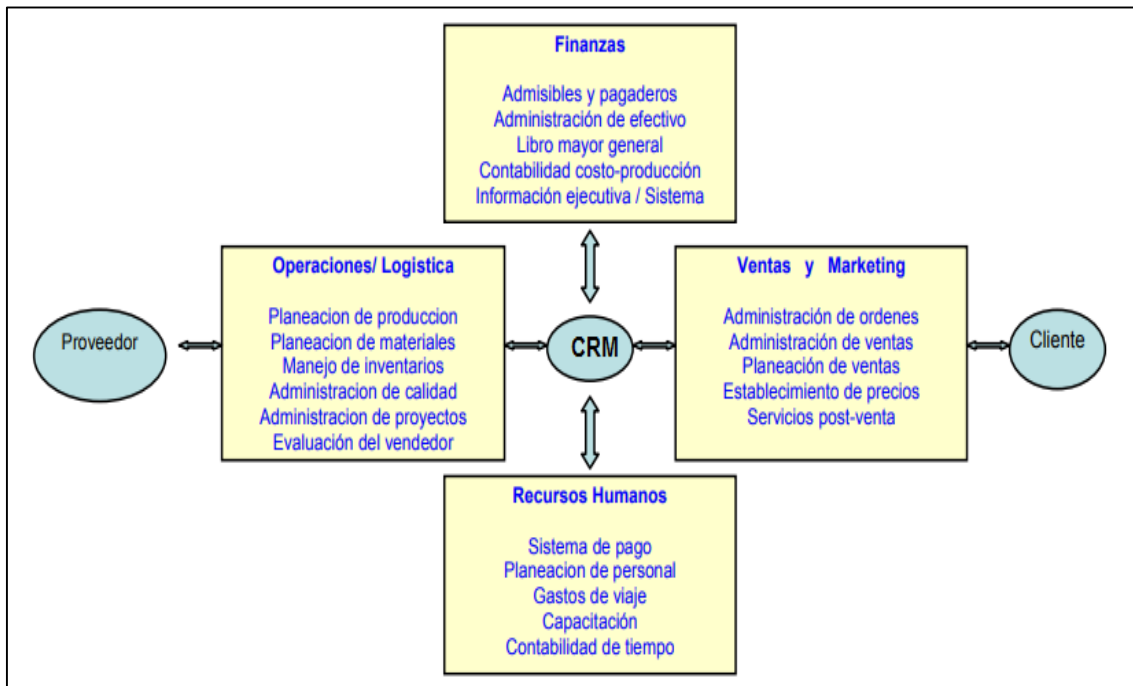 Finanzas
Admisibles y pagaderos
Administración de efectivo
Libro mayor general
Contabilidad costo-producción
Información ejecutiva / Sistema
Proveedor
Operaciones/ Logistica
Planeacion de produccion
Planeacion de materiales
Manejo de inventarios
Administracion de calidad
Administracion de proyectos
Evaluación del vendedor
CRM
Ventas y Marketing
Administración de ordenes
Administración de ventas
Planeación de ventas
Establecimiento de precios
Servicios post-venta
Cliente
Recursos Humanos
Sistema de pago
Planeacion de personal
Gastos de viaje
Capacitación
Contabilidad de tiempo